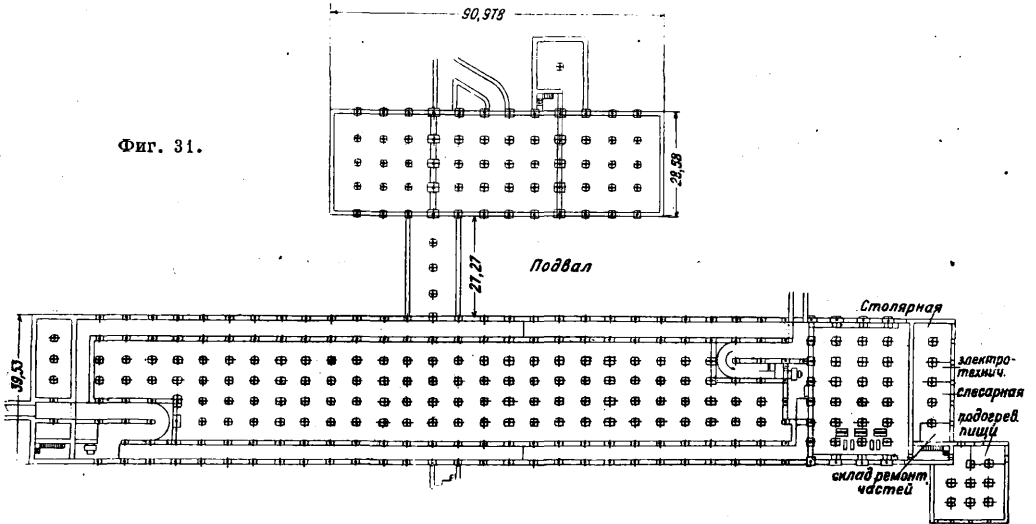 90,978
Фиг. 31.
28,58
27,27
Подвал
Столярная
39,53
электро-
технич.
слесарная
подогрев.
пищи
склад ремонт.
частей